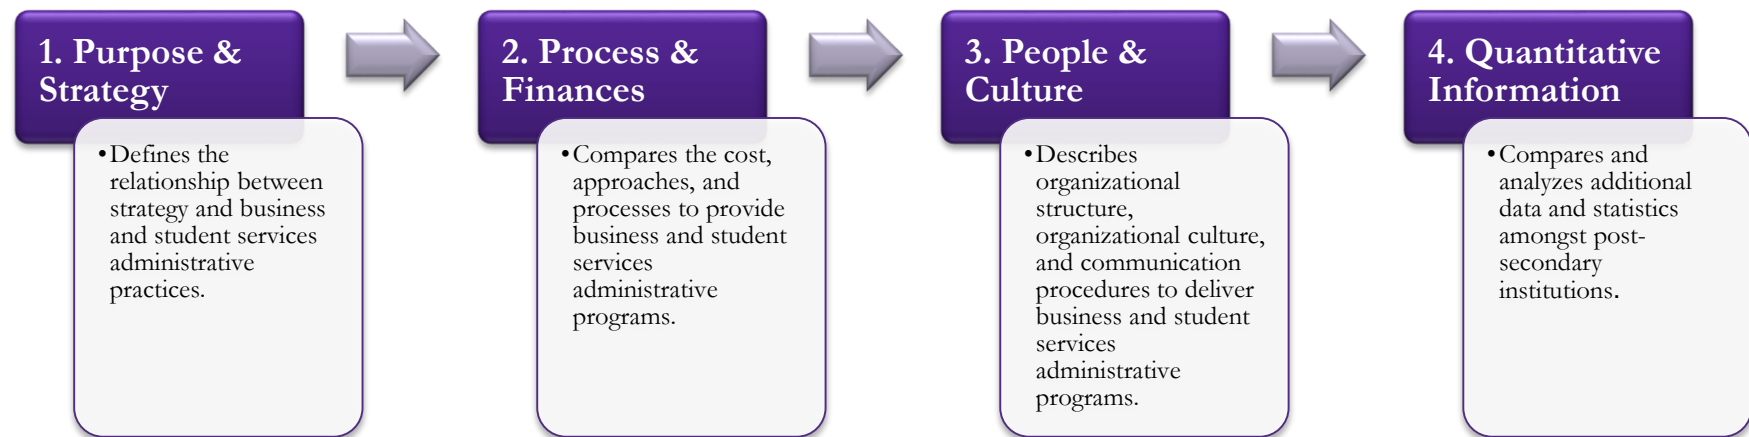 1. Purpose &
Strategy
•Defines the
relationship between
strategy and business
and student services
administrative
practices.
2. Process &
Finances
•Compares the cost,
approaches, and
processes to provide
business and student
services
administrative
programs.
3. People &
Culture
•Describes
organizational
structure,
organizational culture,
and communication
procedures to deliver
business and student
services
administrative
programs.
4. Quantitative
Information
•Compares and
analyzes additional
data and statistics
amongst post-
secondary
institutions.